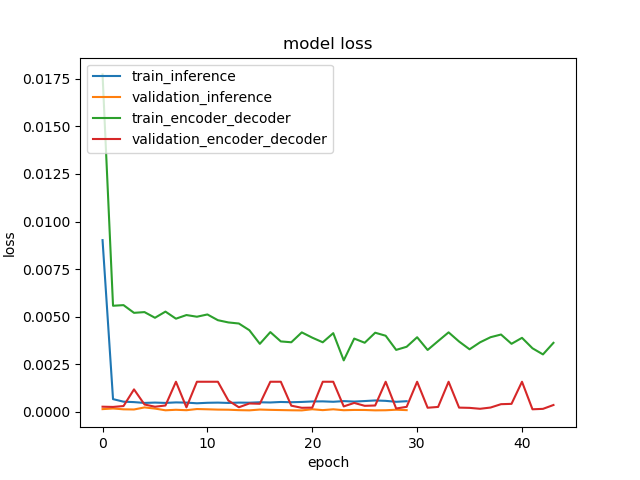 model loss
train_inference
validation_inference
train_encoder_decoder
validation_encoder_decoder
loss
0.0175
0.0150
0.0125
0.0100
0.0075
0.0050
0.0025
0.0000
0 10 20 30 40
epoch